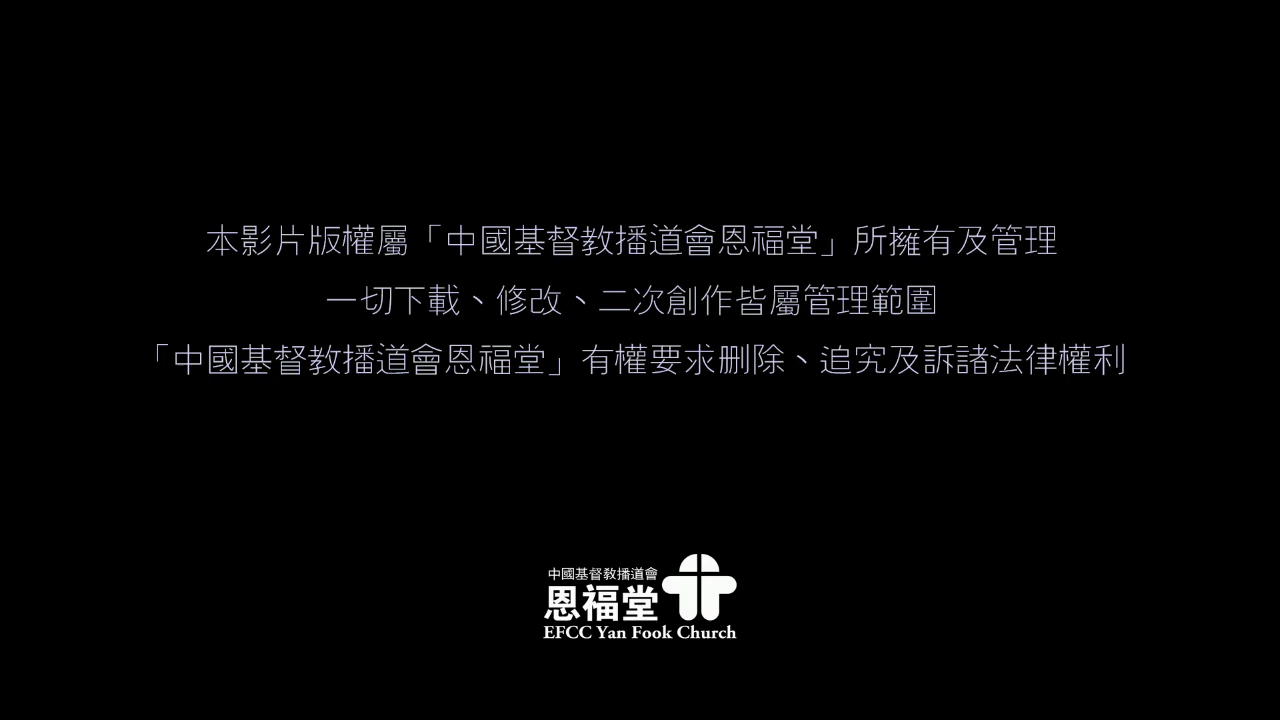 本影片版權屬「中國基督教播道會恩福堂」所擁有及管理
一切下載、修改、二次創作皆屬管理範圍
「中國基督教播道會恩福堂」有權要求刪除、追究及訴諸法律權利
中國基督教播道會
恩福堂
EFCC Yan Fook Church